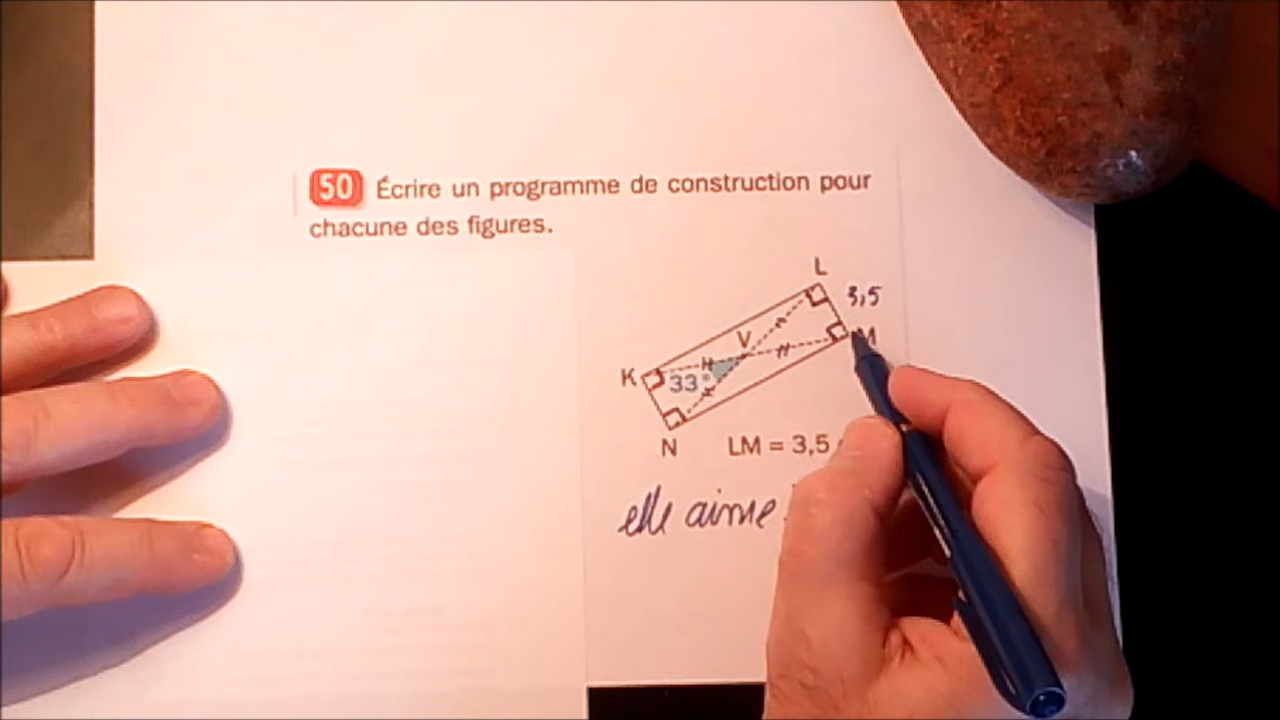 50 Écrire un programme de construction pour
chacune des figures.
L
3,5
V
M
K
33°
N
LM = 3,5
elle aime